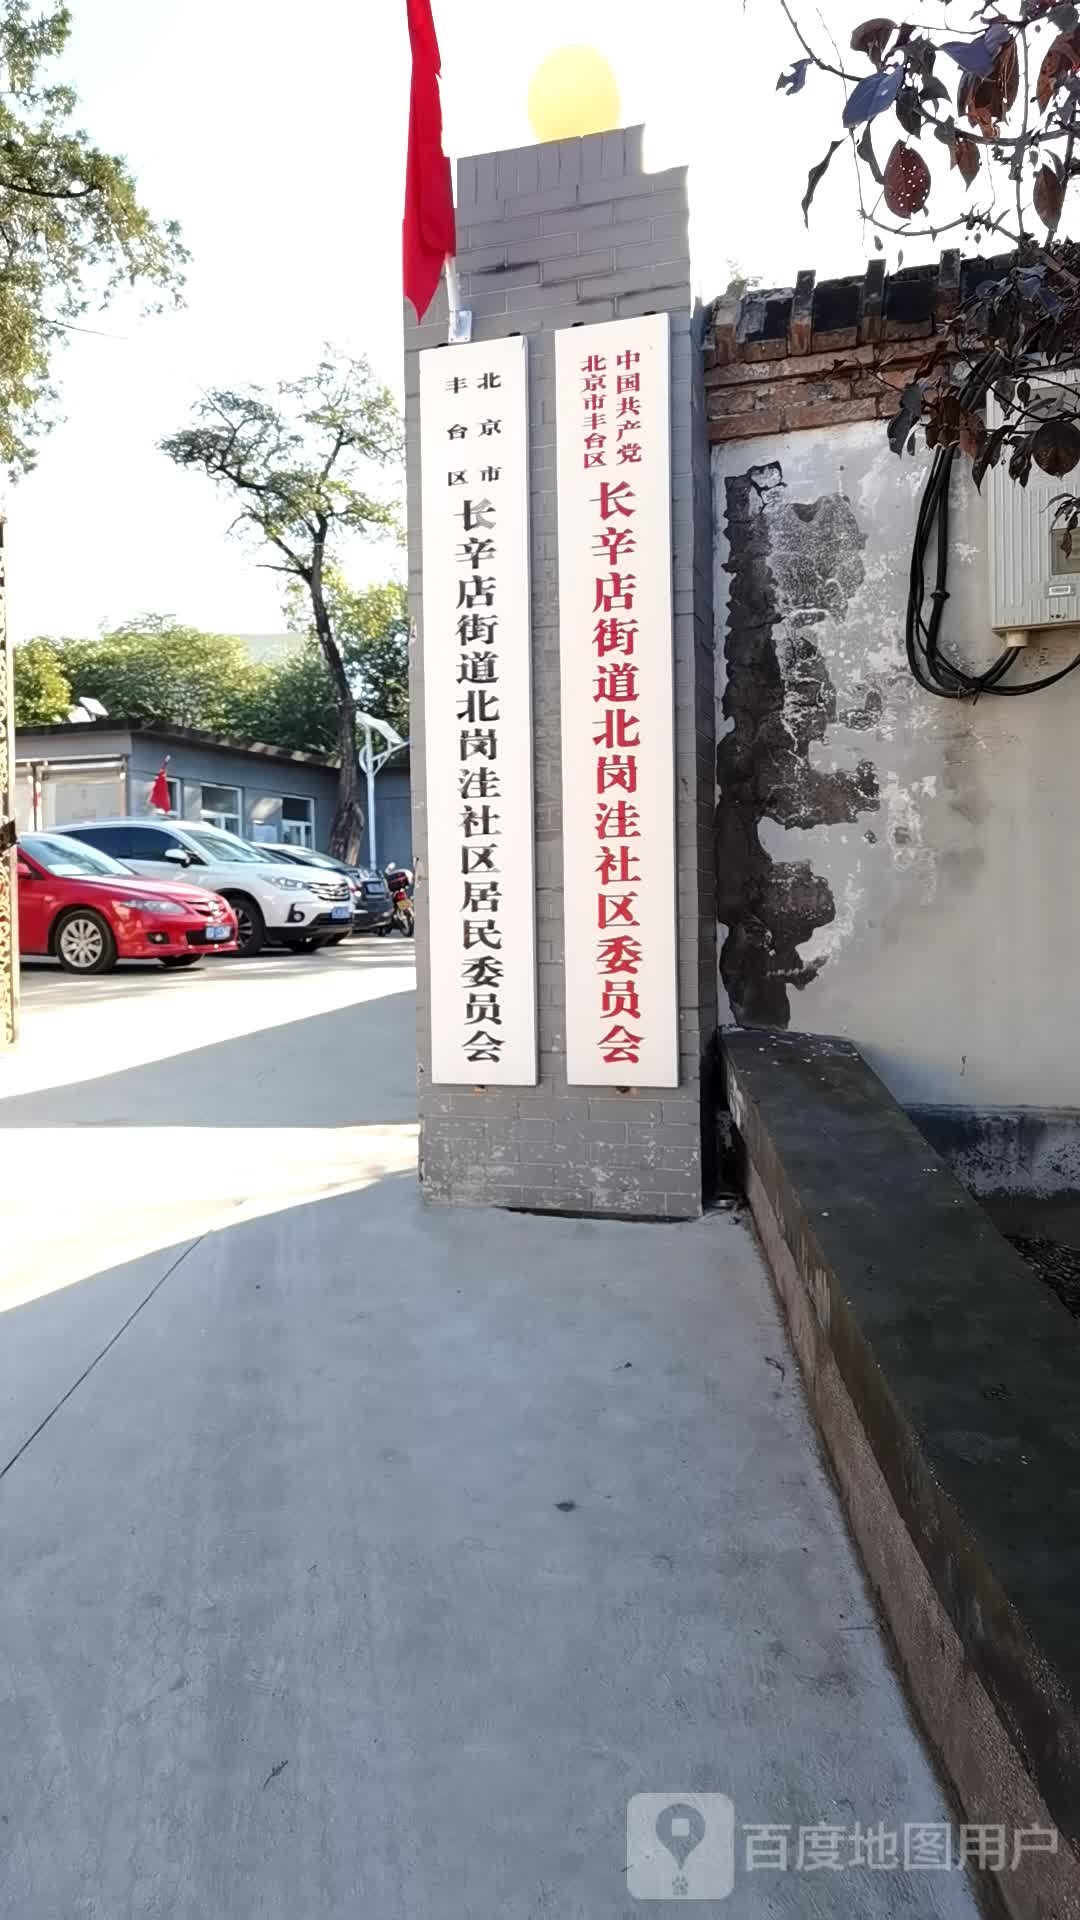 中国共产党
北京市丰台区
长辛店街道北岗洼社区委员会
北京市
丰台区
长辛店街道北岗洼社区居民委员会
百度地图用户